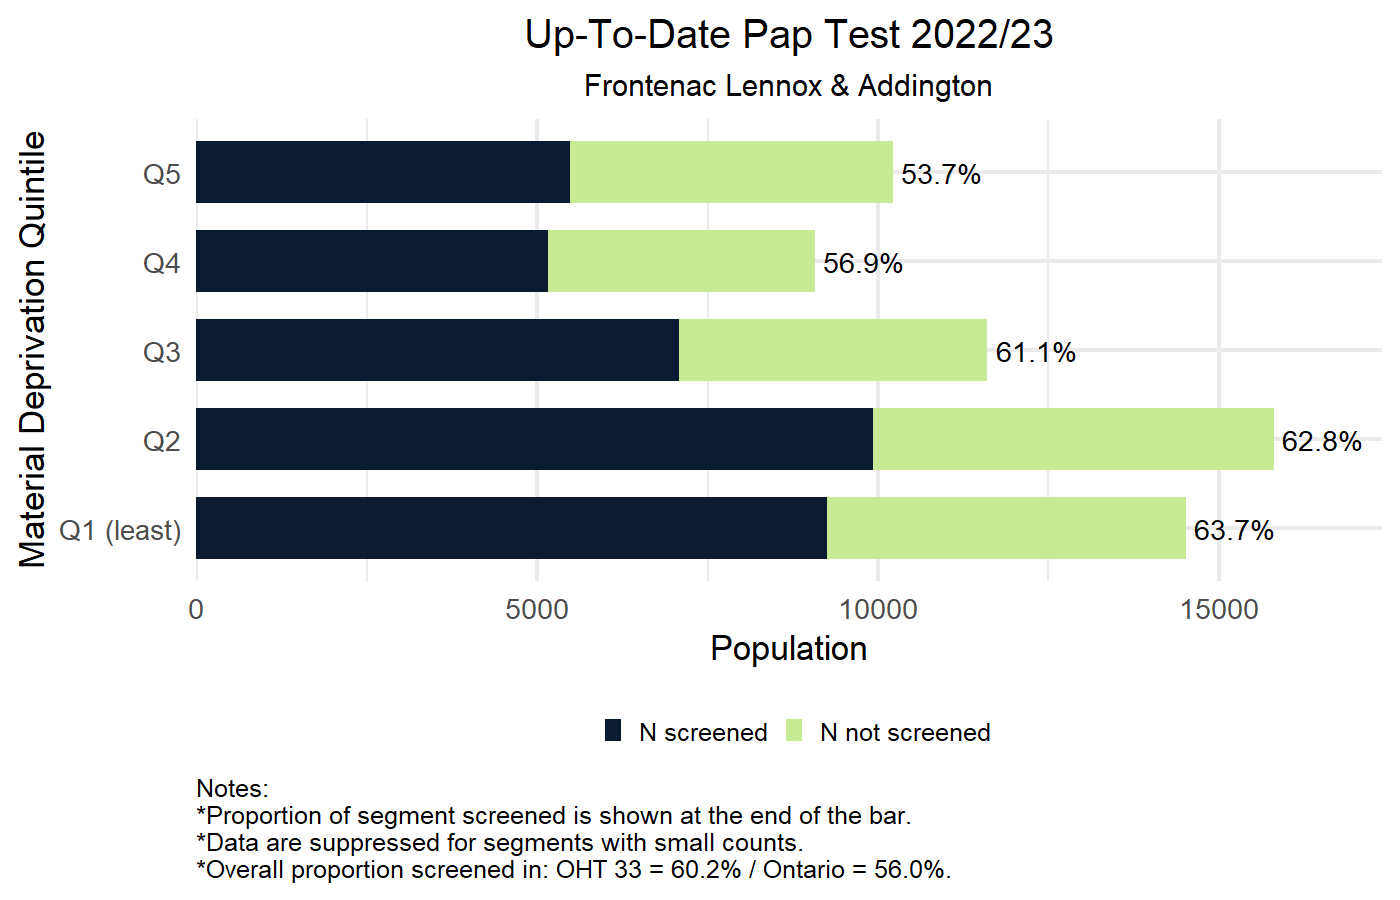 Up-To-Date Pap Test 2022/23
Frontenac Lennox & Addington
Material Deprivation Quintile
Q5
53.7%
Q4
56.9%
Q3
61.1%
Q2
62.8%
Q1 (least)
63.7%
0 5000 10000 15000
Population
N screened N not screened
Notes:
*Proportion of segment screened is shown at the end of the bar.
*Data are suppressed for segments with small counts.
*Overall proportion screened in: OHT 33 = 60.2% / Ontario = 56.0%.